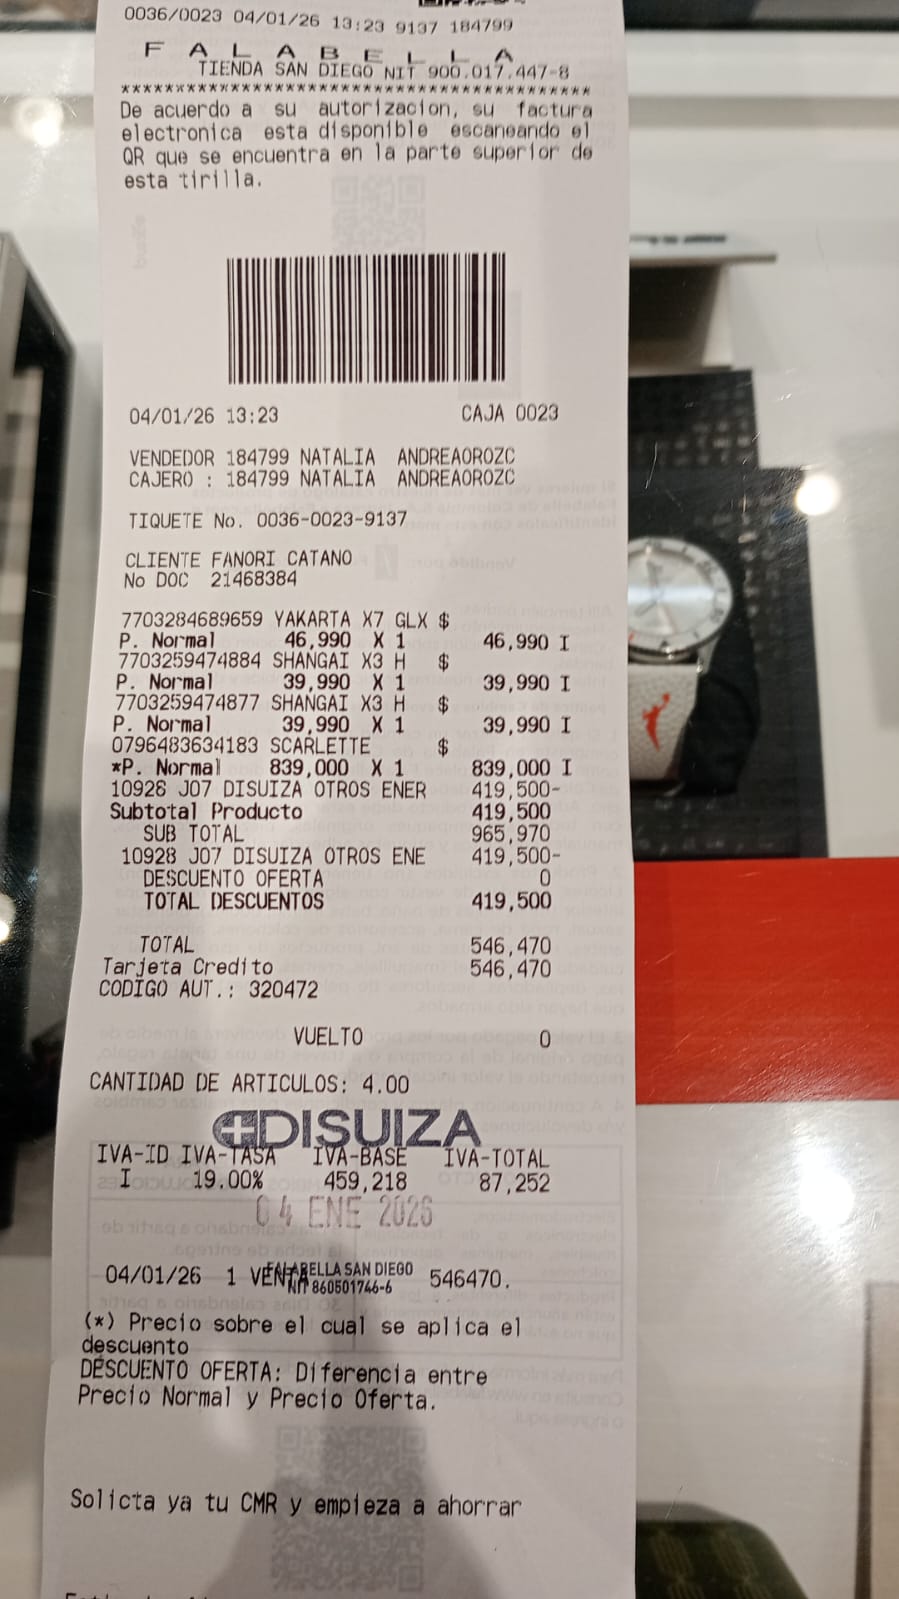 0036/0023 04/01/26 13:23 9137 184799
F A L A B E L L A
TIENDA SAN DIEGO NIT 900.017.447-8
****************************************
De acuerdo a su autorizacion, su factura
electronica esta disponible escaneando el
QR que se encuentra en la parte superior de
esta tirilla.
04/01/26 13:23 CAJA 0023
VENDEDOR 184799 NATALIA ANDREAOROZC
CAJERO : 184799 NATALIA ANDREAOROZC
TIQUETE No. 0036-0023-9137
CLIENTE FANORI CATANO
No DOC 21468384
7703284689659 YAKARTA X7 GLX $
P. Normal 46,990 X 1 46,990 I
7703259474884 SHANGAI X3 H $
P. Normal 39,990 X 1 39,990 I
7703259474877 SHANGAI X3 H $
P. Normal 39,990 X 1 39,990 I
0796483634183 SCARLETTE $
*P. Normal 839,000 X 1 839,000 I
10928 J07 DISUIZA OTROS ENER 419,500-
Subtotal Producto 419,500
SUB TOTAL 965,970
10928 J07 DISUIZA OTROS ENE 419,500-
DESCUENTO OFERTA 0
TOTAL DESCUENTOS 419,500
TOTAL 546,470
Tarjeta Credito 546,470
CODIGO AUT.: 320472
VUELTO 0
CANTIDAD DE ARTICULOS: 4.00
DISUIZA
IVA-ID IVA-TASA IVA-BASE IVA-TOTAL
I 19.00% 459,218 87,252
04 ENE 2026
04/01/26 1 VENTA 546470.
FALABELLA SAN DIEGO
NIT 860501746-6
(*) Precio sobre el cual se aplica el
descuento
DESCUENTO OFERTA: Diferencia entre
Precio Normal y Precio Oferta.
Solicta ya tu CMR y empieza a ahorrar